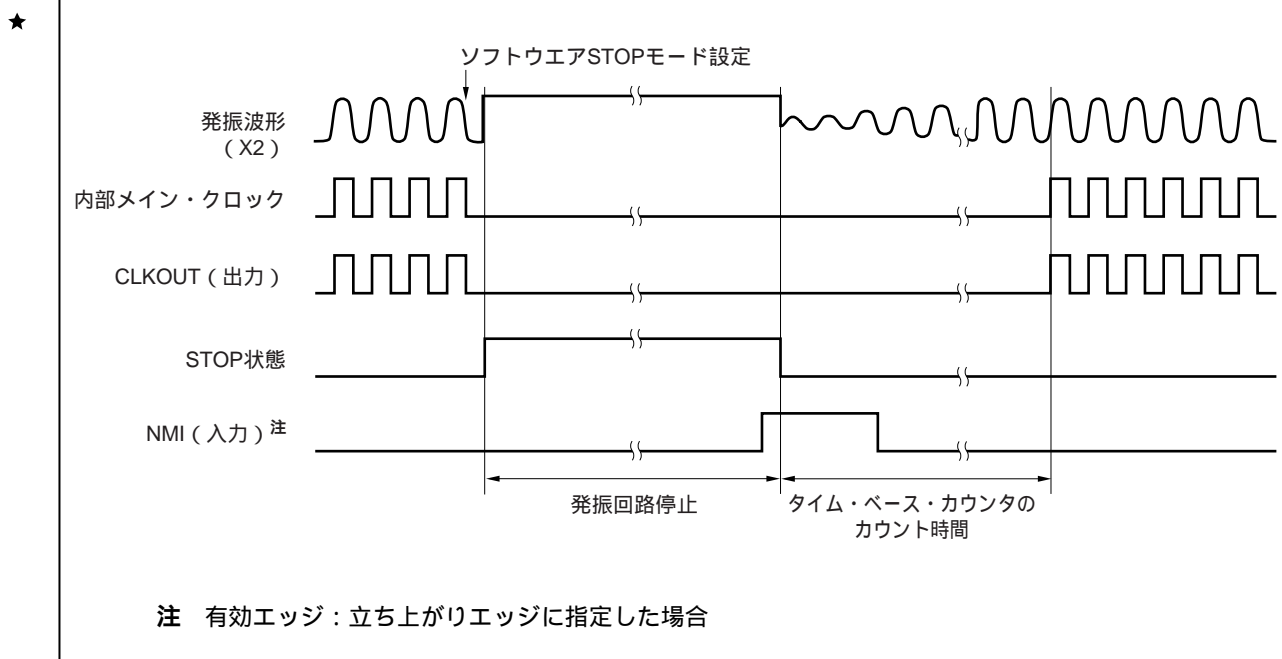 ★
ソフトウエアSTOPモード設定
発振波形
（X2）
内部メイン・クロック
CLKOUT（出力）
STOP状態
NMI（入力）注
発振回路停止
タイム・ベース・カウンタの
カウント時間
注　有効エッジ：立ち上がりエッジに指定した場合